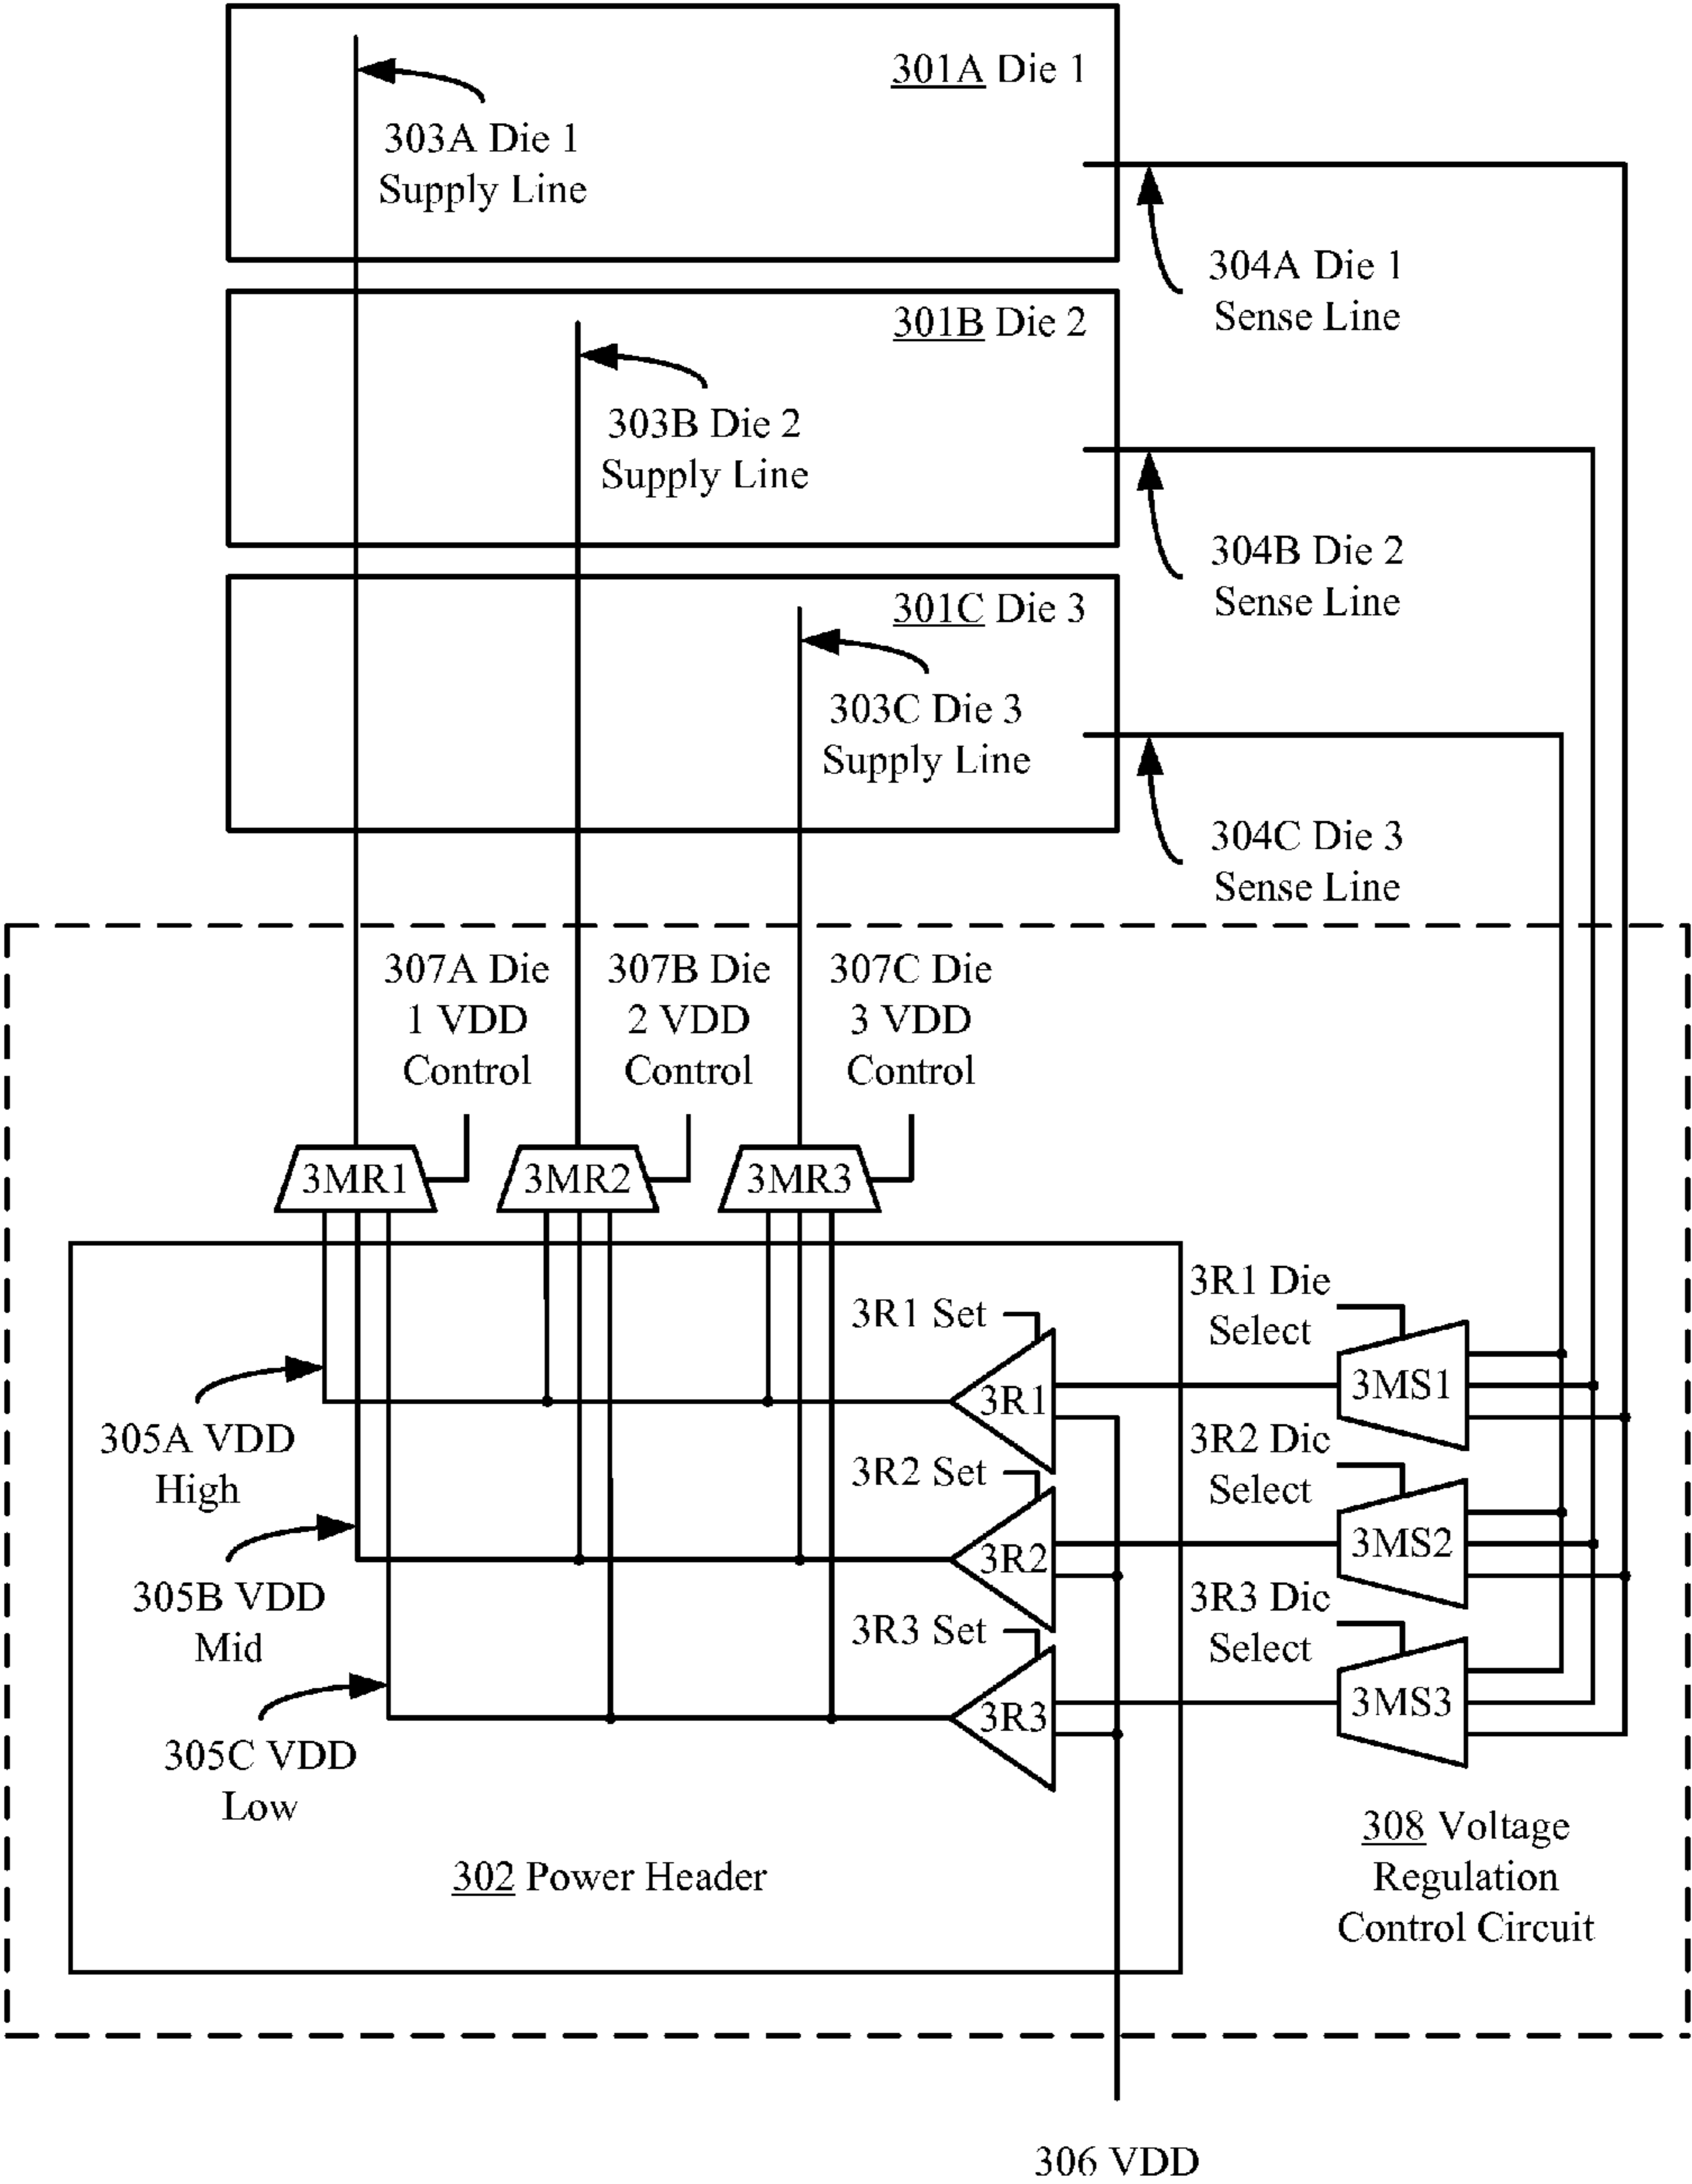 301A Die 1
303A Die 1
Supply Line
304A Die 1
Sense Line
301B Die 2
303B Die 2
Supply Line
304B Die 2
Sense Line
301C Die 3
303C Die 3
Supply Line
304C Die 3
Sense Line
307A Die
1 VDD
Control
307B Die
2 VDD
Control
307C Die
3 VDD
Control
3MR1
3MR2
3MR3
3R1 Set
3R1 Die
Select
3R1
3MS1
305A VDD
High
3R2 Set
3R2 Die
Select
3R2
3MS2
305B VDD
Mid
3R3 Set
3R3 Die
Select
3R3
3MS3
305C VDD
Low
302 Power Header
308 Voltage
Regulation
Control Circuit
306 VDD